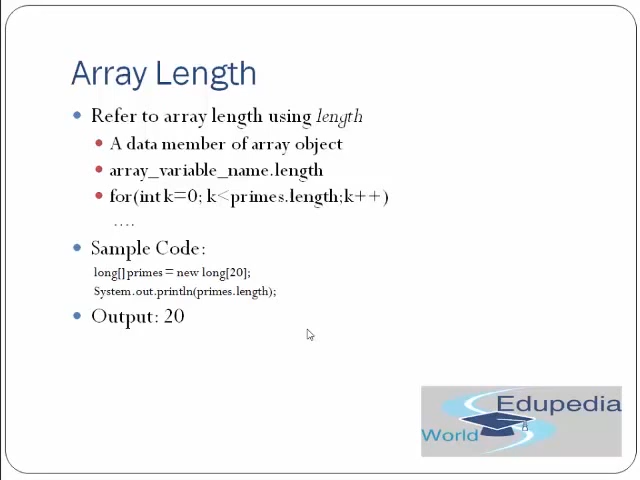 Array Length
Refer to array length using length
A data member of array object
array_variable_name.length
for(int k=0; k<primes.length;k++)
....
Sample Code:
long[] primes = new long[20];
System.out.println(primes.length);
Output: 20
Edupedia
World